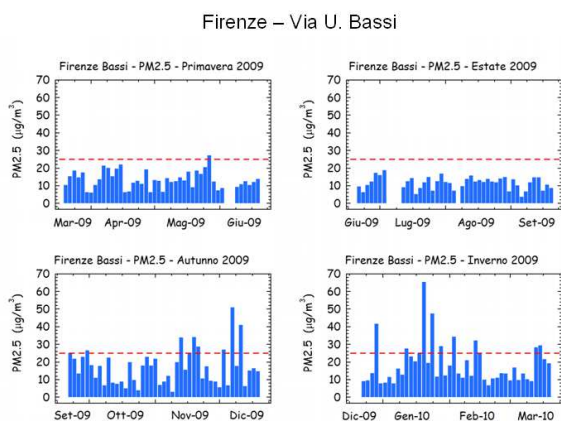 Firenze – Via U. Bassi
Firenze Bassi - PM2.5 - Primavera 2009
PM2.5 (µg/m³)
70
60
50
40
30
20
10
0
Mar-09 Apr-09 Mag-09 Giu-09
Firenze Bassi - PM2.5 - Estate 2009
PM2.5 (µg/m³)
70
60
50
40
30
20
10
0
Giu-09 Lug-09 Ago-09 Set-09
Firenze Bassi - PM2.5 - Autunno 2009
PM2.5 (µg/m³)
70
60
50
40
30
20
10
0
Set-09 Ott-09 Nov-09 Dic-09
Firenze Bassi - PM2.5 - Inverno 2009
PM2.5 (µg/m³)
70
60
50
40
30
20
10
0
Dic-09 Gen-10 Feb-10 Mar-10